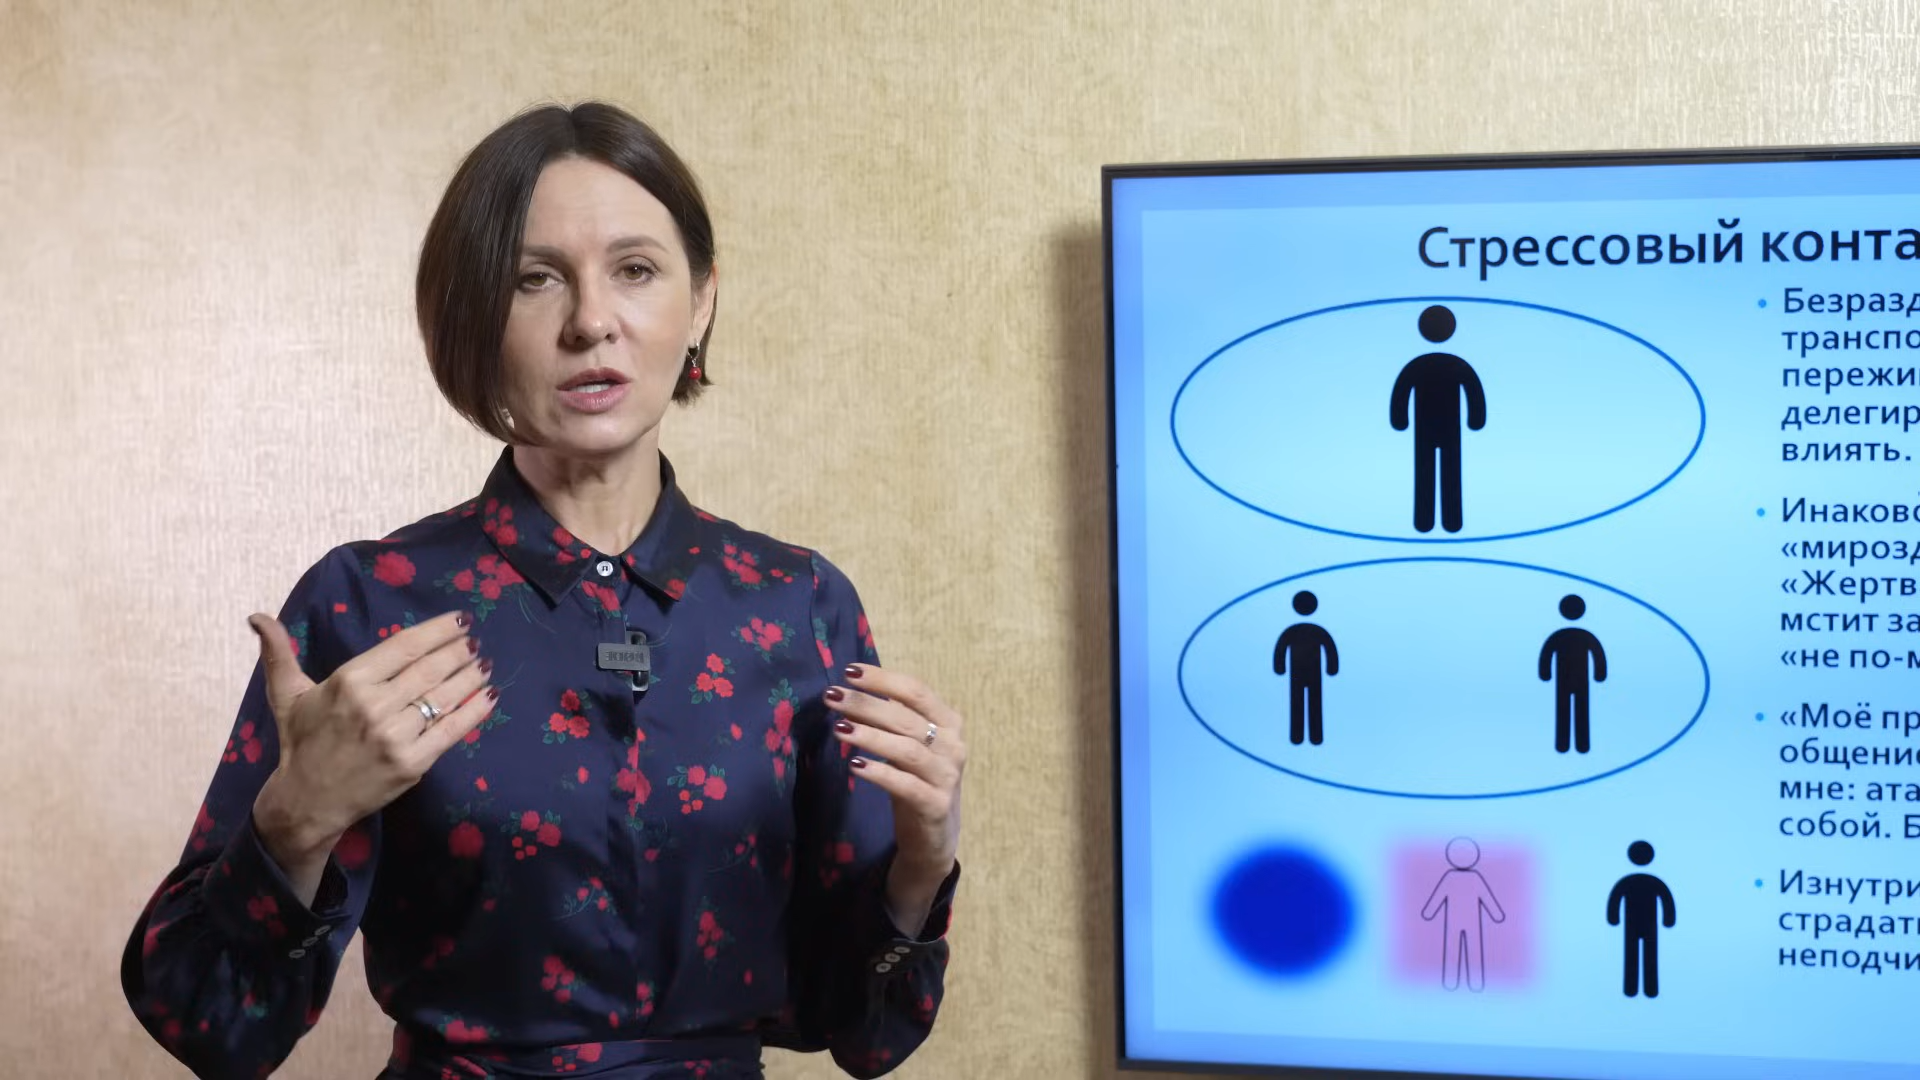 Стрессовый конта
• Безразд
транспо
пережи
делегир
влиять.
• Инаково
«мирозд
«Жертв
мстит за
«не по-м
• «Моё пр
общение
мне: ата
собой. Б
• Изнутри
страдать
неподчи